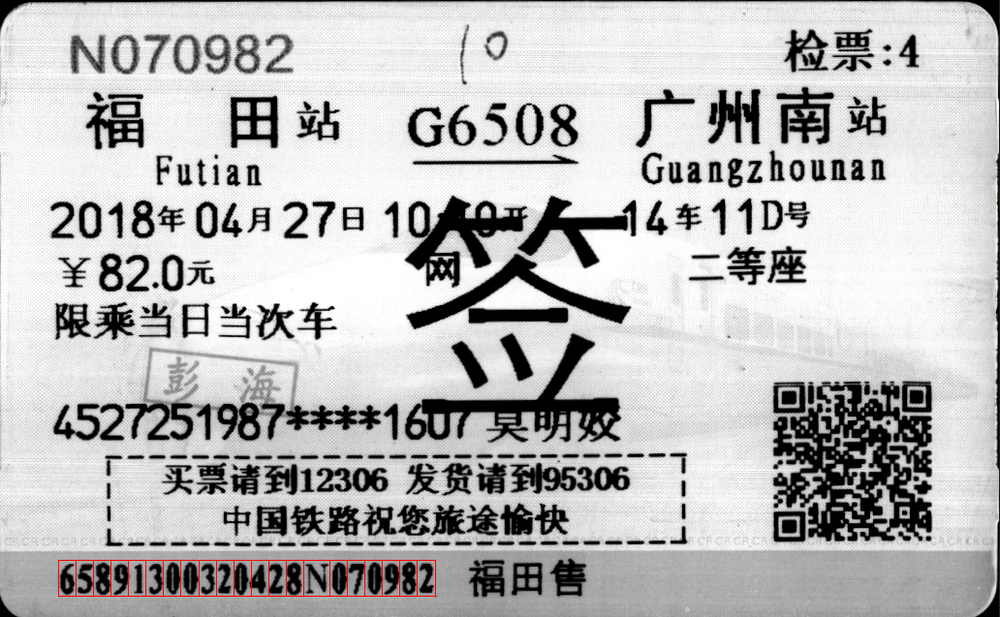 N070982 10 检票:4
福田站 G6508 广州南站
Futian Guangzhounan
2018年04月27日 开 14车11D号
¥82.0元 网 二等座
签
限乘当日当次车
彭海
4527251987****1607 莫明姣
买票请到12306 发货请到95306
中国铁路祝您旅途愉快
65891300320428N070982 福田售